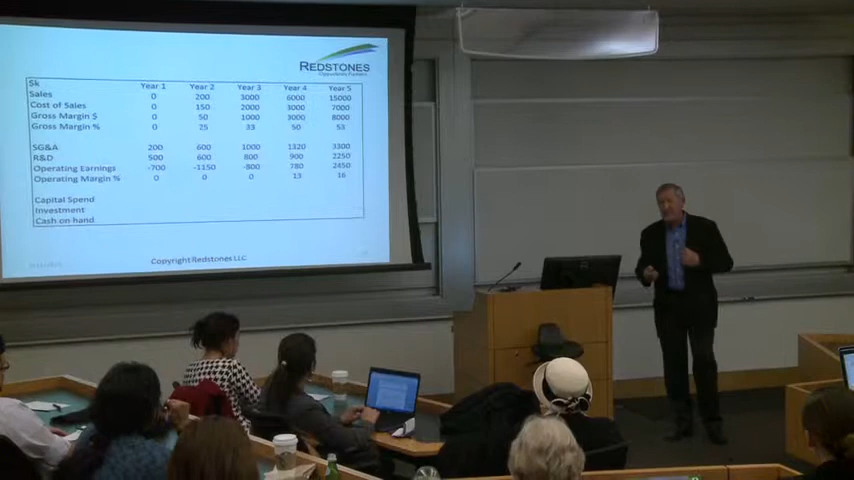 REDSTONES
$k Year 1 Year 2 Year 3 Year 4 Year 5
Sales 0 200 3000 6000 15000
Cost of Sales 0 150 2000 3000 7000
Gross Margin $ 0 50 1000 3000 8000
Gross Margin % 0 25 33 50 53
SG&A 200 600 1000 1320 3300
R&D 500 600 800 900 2250
Operating Earnings -700 -1150 -800 780 2450
Operating Margin % 0 0 0 13 16
Capital Spend
Investment
Cash on hand
Copyright Redstones LLC